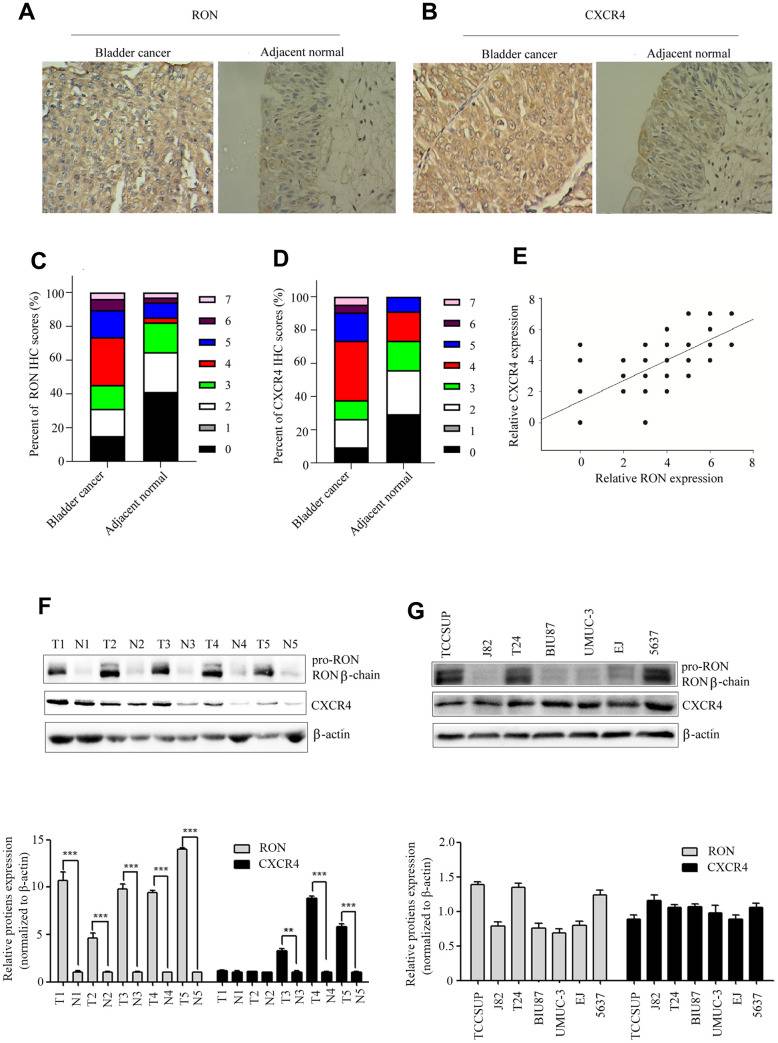 A
RON
Bladder cancer
Adjacent normal
B
CXCR4
Bladder cancer
Adjacent normal
C
Percent of RON IHC scores (%)
100
80
60
40
20
0
Bladder cancer
Adjacent normal
7
6
5
4
3
2
1
0
D
Percent of CXCR4 IHC scores (%)
100
80
60
40
20
0
Bladder cancer
Adjacent normal
7
6
5
4
3
2
1
0
E
Relative CXCR4 expression
8
6
4
2
0
0 2 4 6 8
Relative RON expression
F
T1 N1 T2 N2 T3 N3 T4 N4 T5 N5
pro-RON
RON β-chain
CXCR4
β-actin
Relative protiens expression
(normalized to β-actin)
15
10
5
0
RON
CXCR4
*** *** *** *** *** ** *** ***
T1 N1 T2 N2 T3 N3 T4 N4 T5 N5 T1 N1 T2 N2 T3 N3 T4 N4 T5 N5
G
TCCSUP J82 T24 BIU87 UMUC-3 EJ 5637
pro-RON
RON β-chain
CXCR4
β-actin
Relative protiens expression
(normalized to β-actin)
2.0
1.5
1.0
0.5
0
RON
CXCR4
TCCSUP J82 T24 BIU87 UMUC-3 EJ 5637 TCCSUP J82 T24 BIU87 UMUC-3 EJ 5637